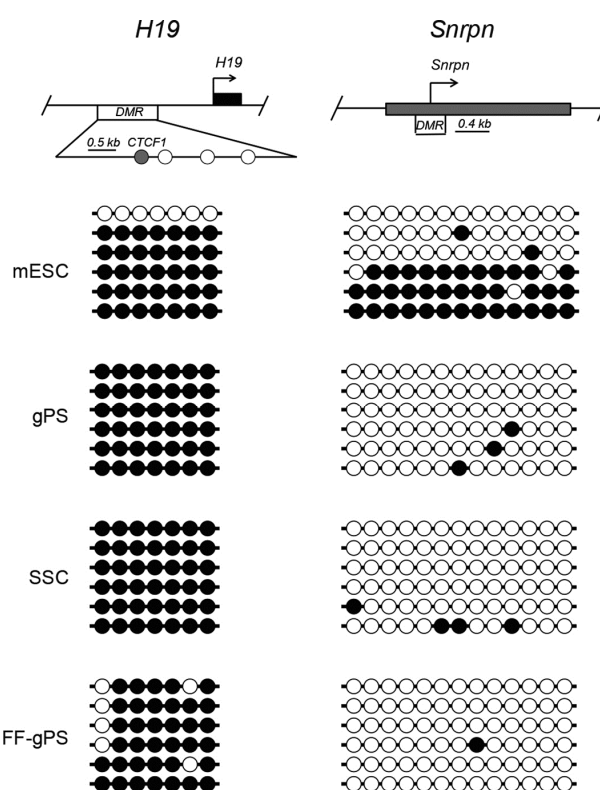 H19 Snrpn
H19 Snrpn
DMR DMR 0.4 kb
0.5 kb CTCF1
mESC
gPS
SSC
FF-gPS